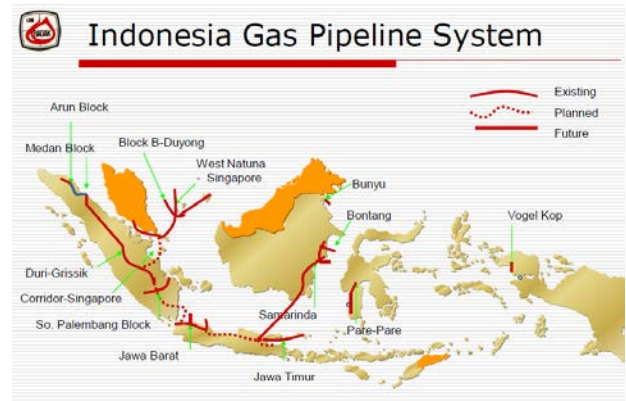 Indonesia Gas Pipeline System
Existing
Planned
Future
Arun Block
Medan Block
Block B-Duyong
West Natuna
- Singapore
Bunyu
Bontang
Vogel Kop
Duri-Grissik
Corridor-Singapore
So. Palembang Block
Samarinda
Pare-Pare
Jawa Barat
Jawa Timur